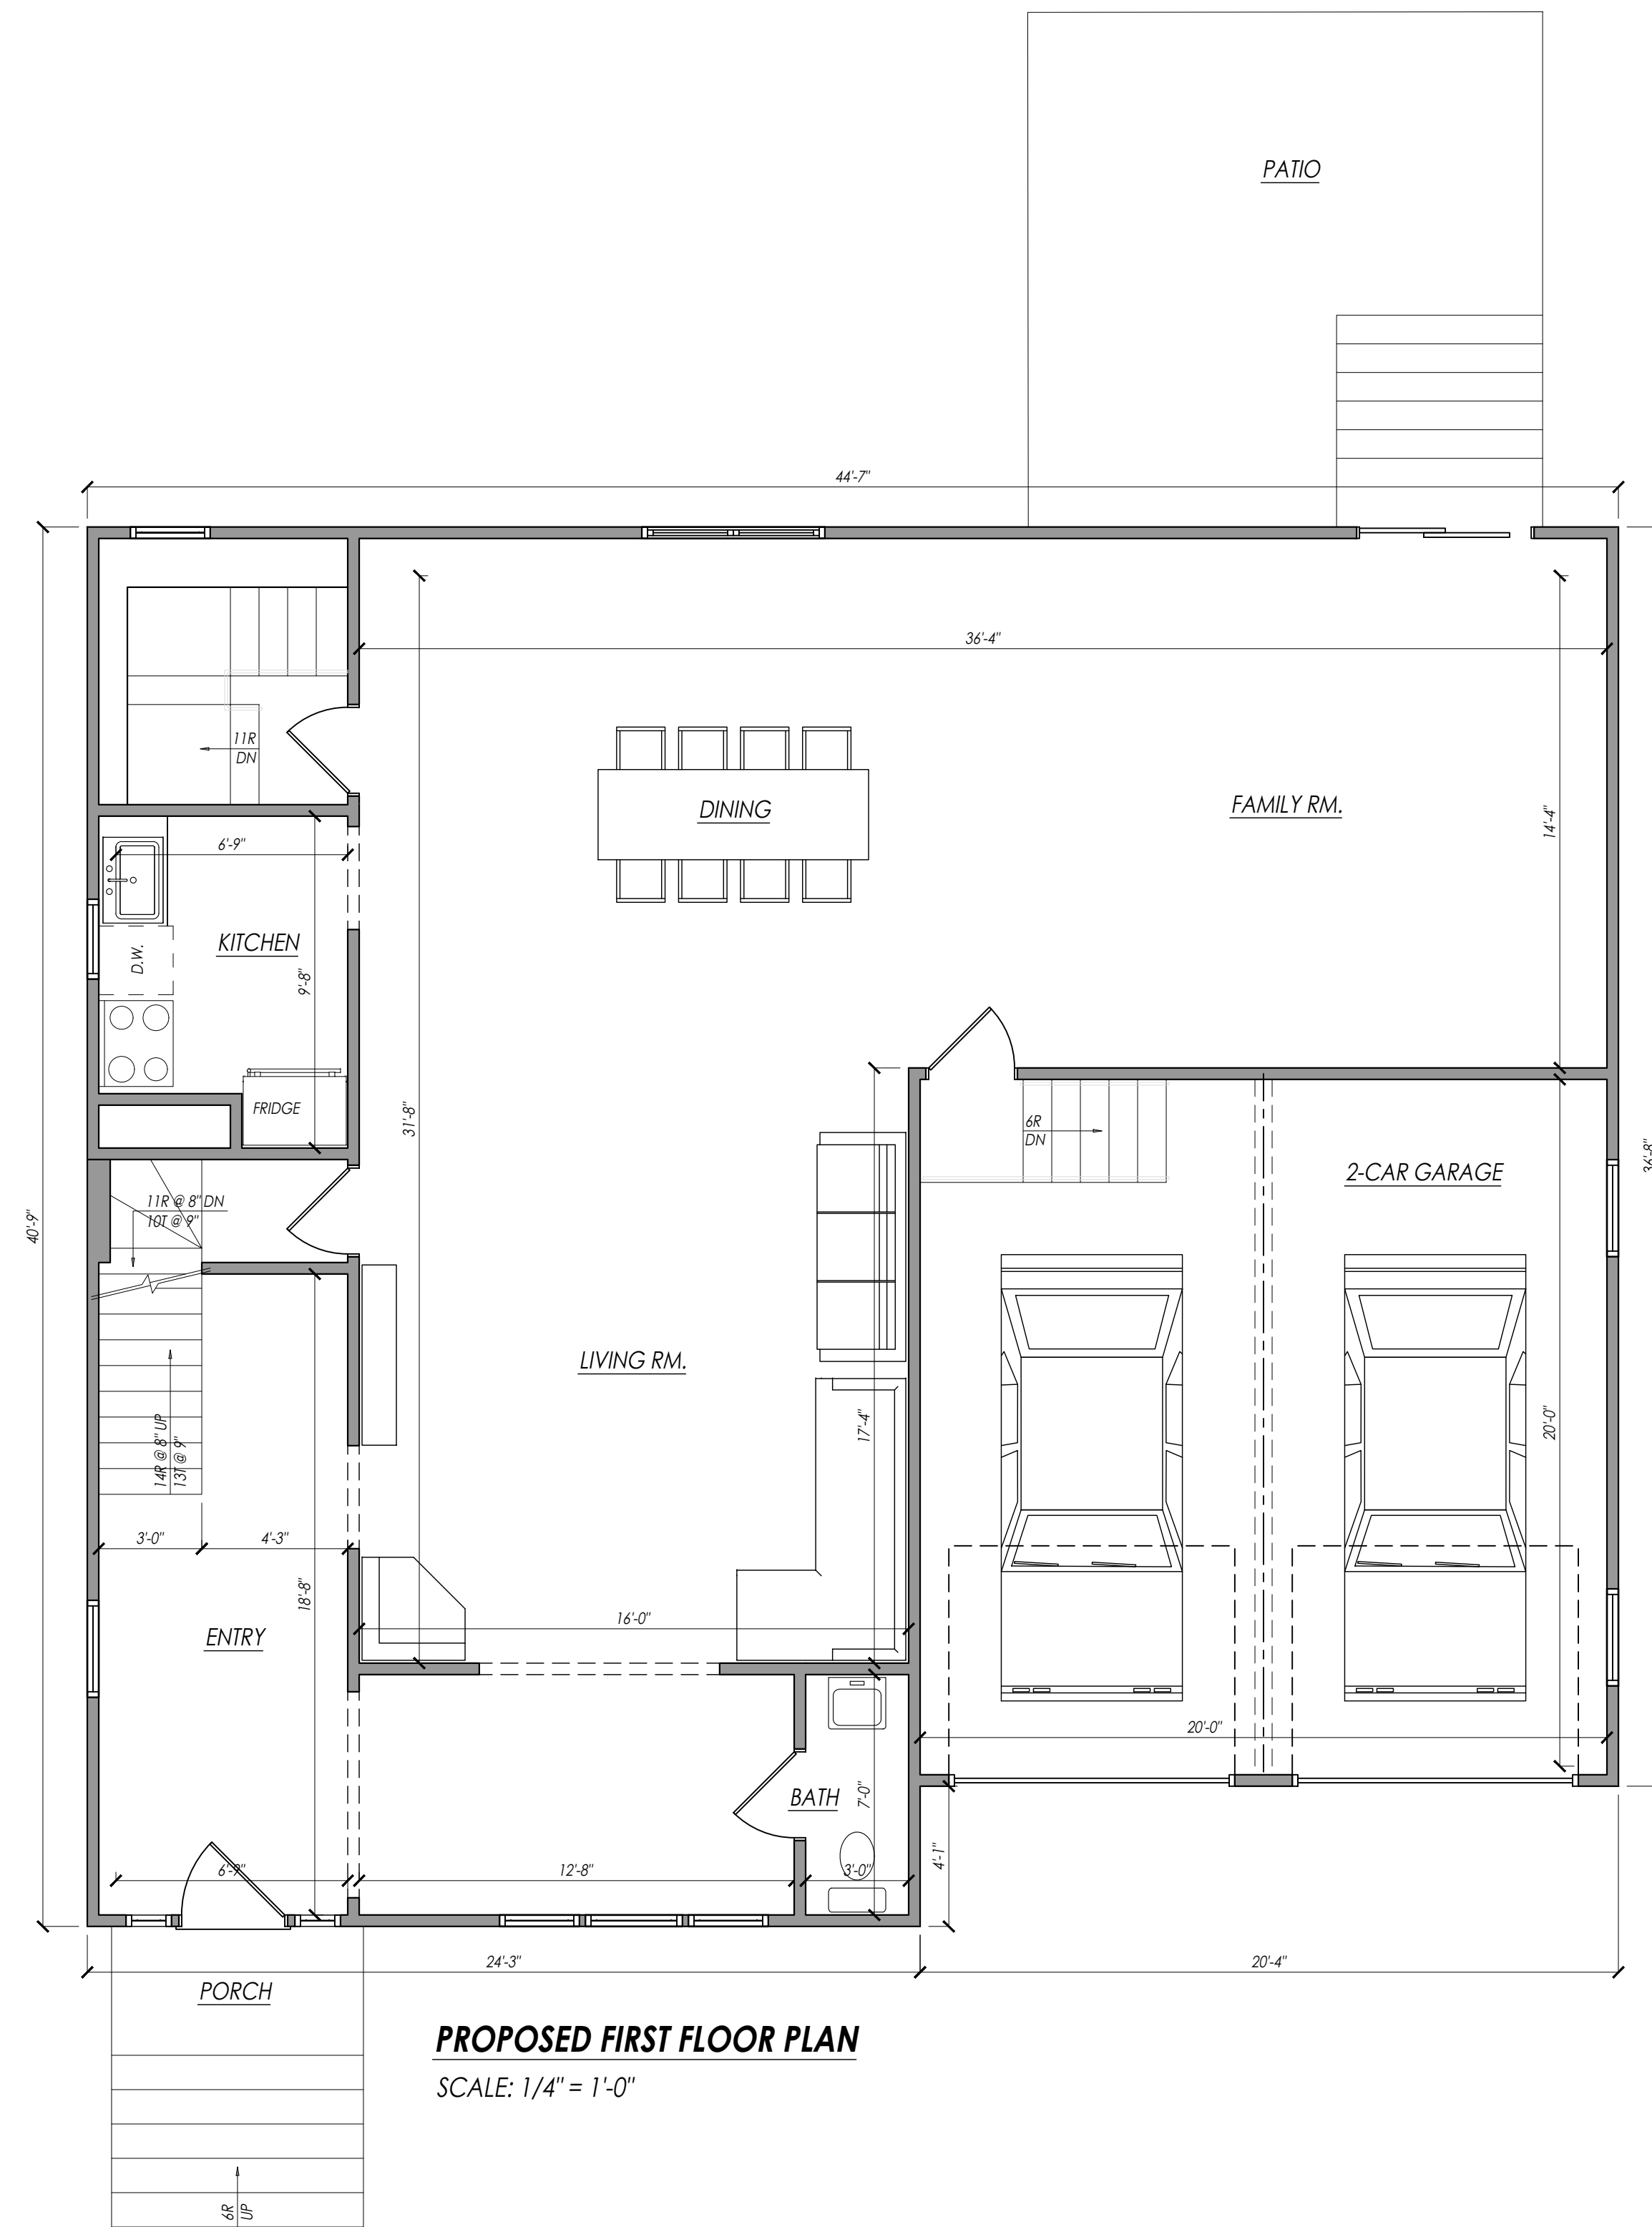 PATIO
44'-7"
36'-4"
11R
DN
DINING
FAMILY RM.
14'-4"
6'-9"
KITCHEN
D.W.
9'-8"
FRIDGE
31'-8"
6R
DN
2-CAR GARAGE
36'-8"
40'-9"
11R @ 8" DN
10T @ 9"
LIVING RM.
17'-4"
20'-0"
14R @ 8" UP
13T @ 9"
3'-0"
4'-3"
18'-8"
16'-0"
ENTRY
20'-0"
BATH
7'-0"
4'-1"
6'-9"
12'-8"
3'-0"
24'-3"
20'-4"
PORCH
PROPOSED FIRST FLOOR PLAN
SCALE: 1/4" = 1'-0"
6R
UP